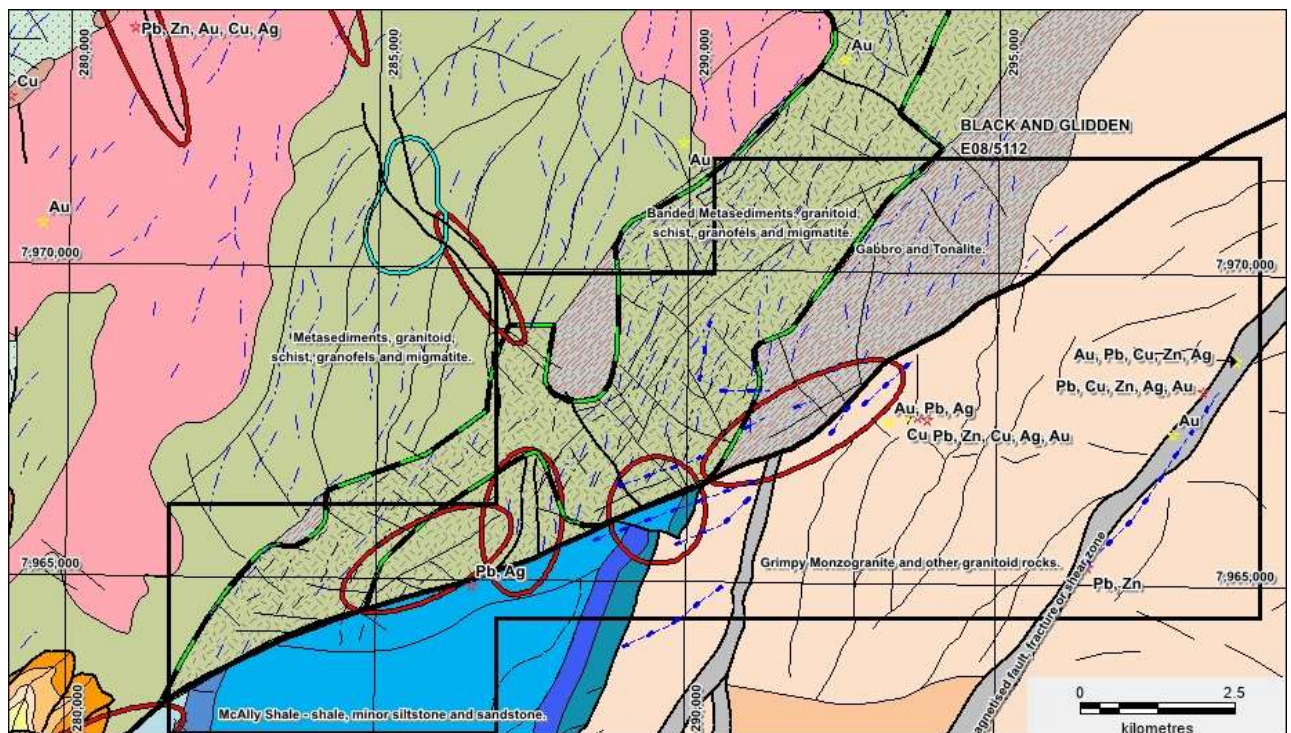 Pb, Zn, Au, Cu, Ag
280,000
285,000
290,000
295,000
Au
Cu
BLACK AND GLIDDEN
E08/5112
Au
Au
Banded Metasediments, granitoid,
schist, granofels and migmatite.
Gabbro and Tonalite.
7,970,000
7,970,000
Metasediments, granitoid,
schist, granofels and migmatite.
Au, Pb, Cu, Zn, Ag
Pb, Cu, Zn, Ag, Au
Au, Pb, Ag
Au
Cu Pb, Zn, Cu, Ag, Au
Grimpy Monzogranite and other granitoid rocks.
7,965,000
Pb, Ag
7,965,000
Pb, Zn
agnetised fault, fracture or shear zone
280,000
290,000
McAlly Shale - shale, minor siltstone and sandstone.
0 2.5
kilometres